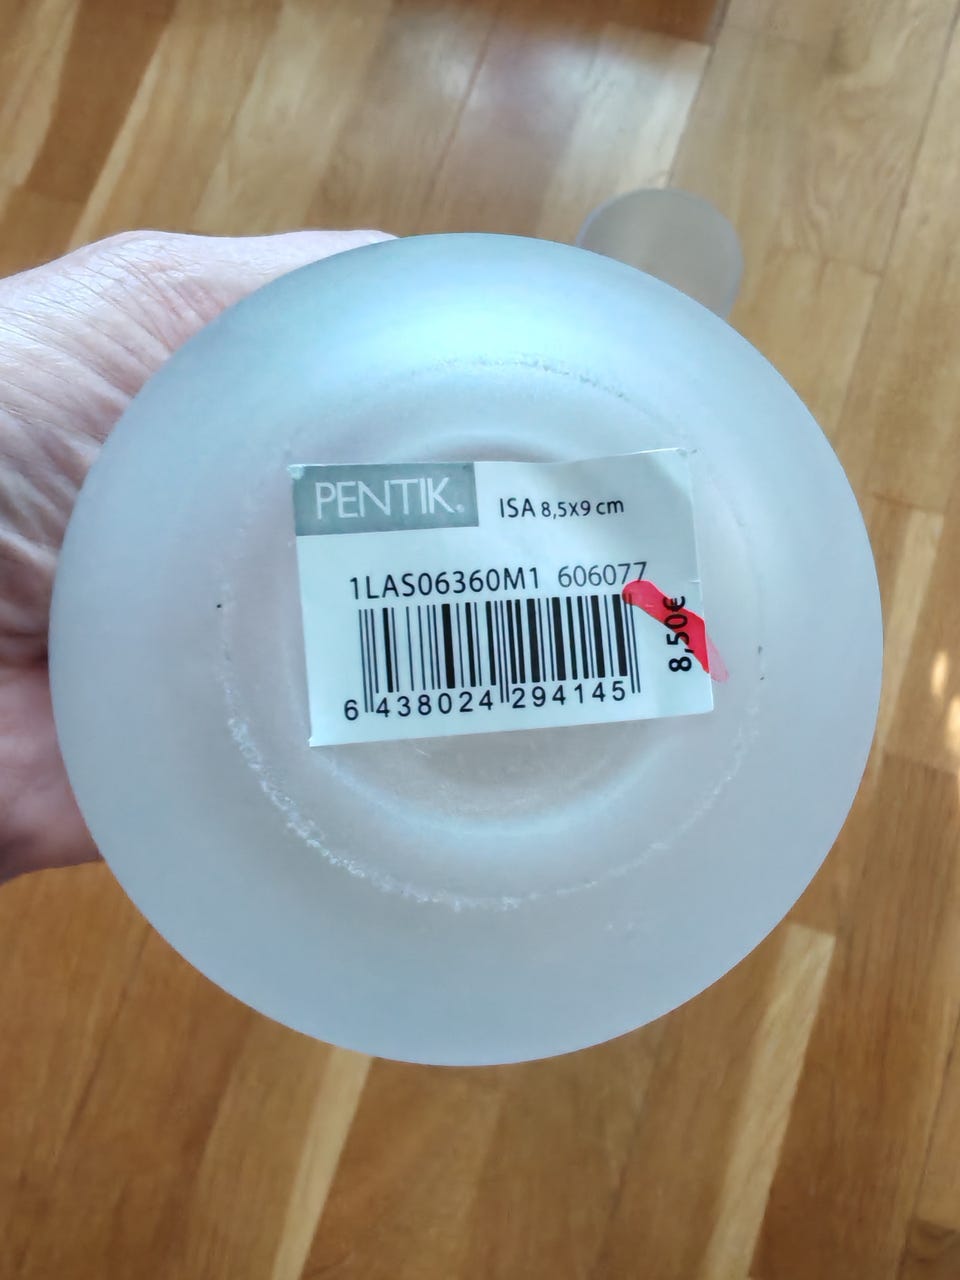 PENTIK.
ISA 8,5x9 cm
1LAS06360M1 606077
6 438024 294145
8,50€